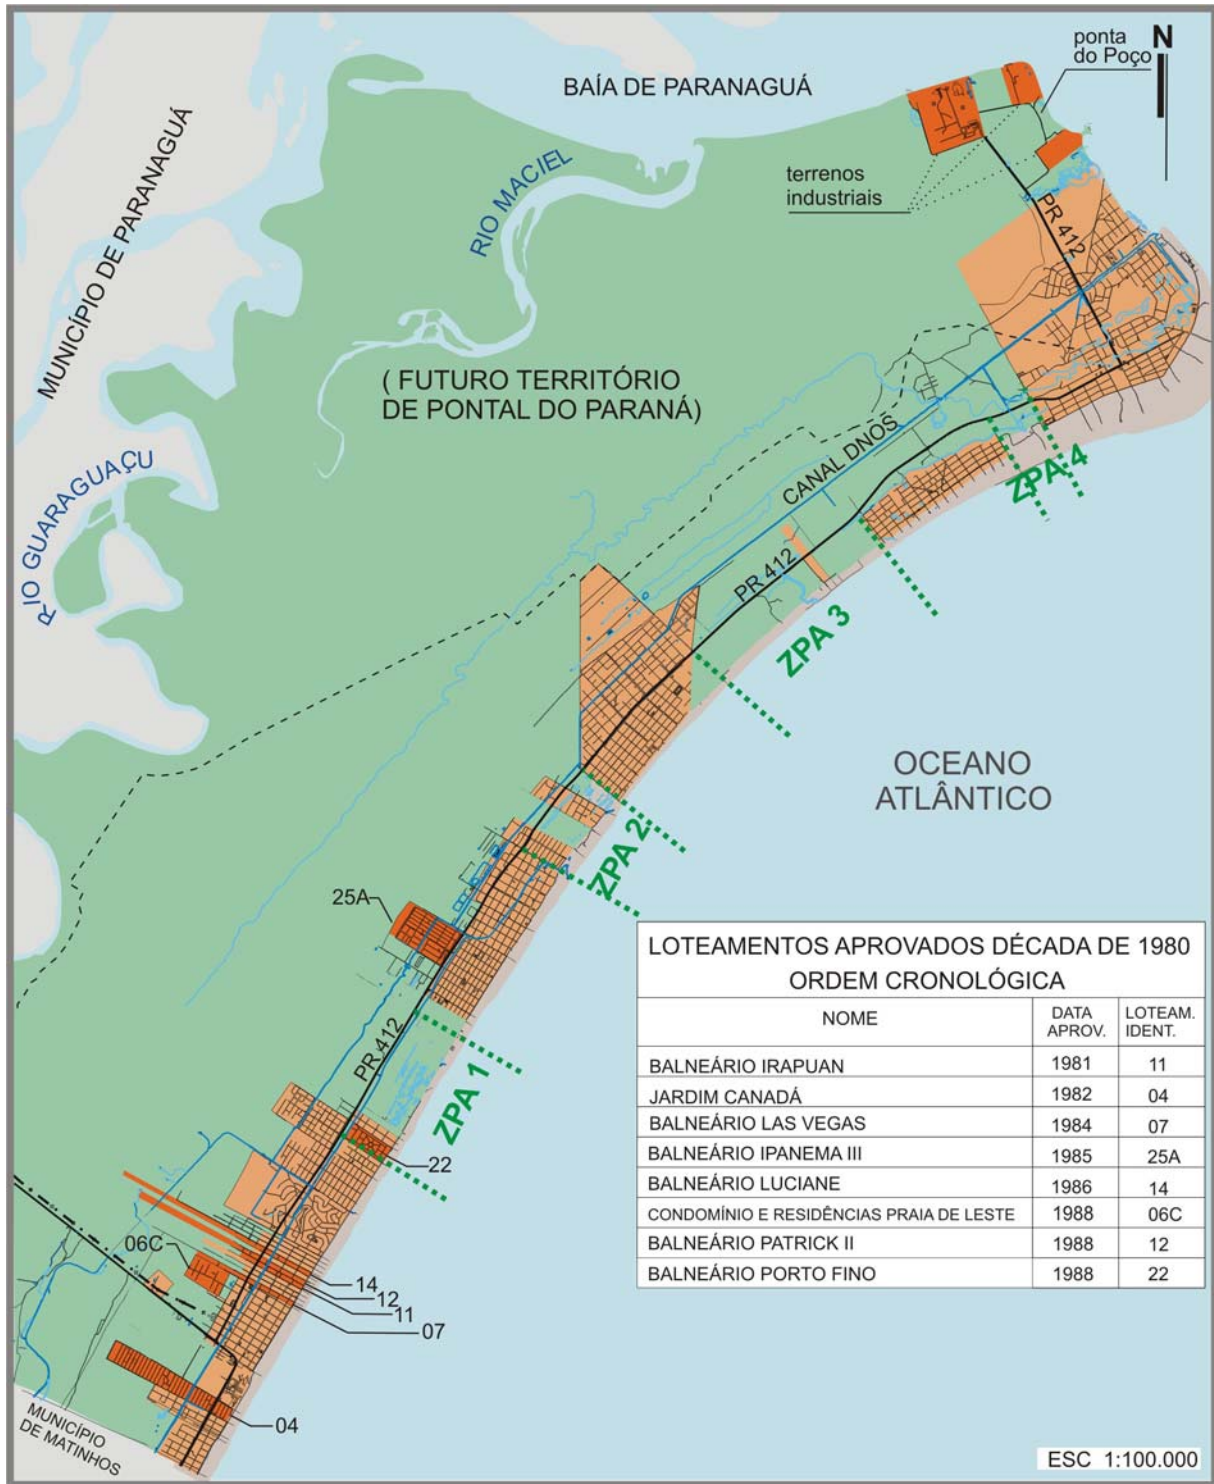 ponta
do Poço
N
BAÍA DE PARANAGUÁ
MUNICÍPIO DE PARANAGUÁ
RIO MACIEL
terrenos
industriais
PR 412
( FUTURO TERRITÓRIO
DE PONTAL DO PARANÁ)
RIO GUARAGUAÇU
CANAL DNOS
ZPA 4
PR 412
ZPA 3
OCEANO
ATLÂNTICO
ZPA 2
25A
PR 412
ZPA 1
22
06C
14
12
11
07
04
MUNICÍPIO
DE MATINHOS
LOTEAMENTOS APROVADOS DÉCADA DE 1980
ORDEM CRONOLÓGICA
NOME DATA APROV. LOTEAM. IDENT.
BALNEÁRIO IRAPUAN 1981 11
JARDIM CANADÁ 1982 04
BALNEÁRIO LAS VEGAS 1984 07
BALNEÁRIO IPANEMA III 1985 25A
BALNEÁRIO LUCIANE 1986 14
CONDOMÍNIO E RESIDÊNCIAS PRAIA DE LESTE 1988 06C
BALNEÁRIO PATRICK II 1988 12
BALNEÁRIO PORTO FINO 1988 22
ESC 1:100.000